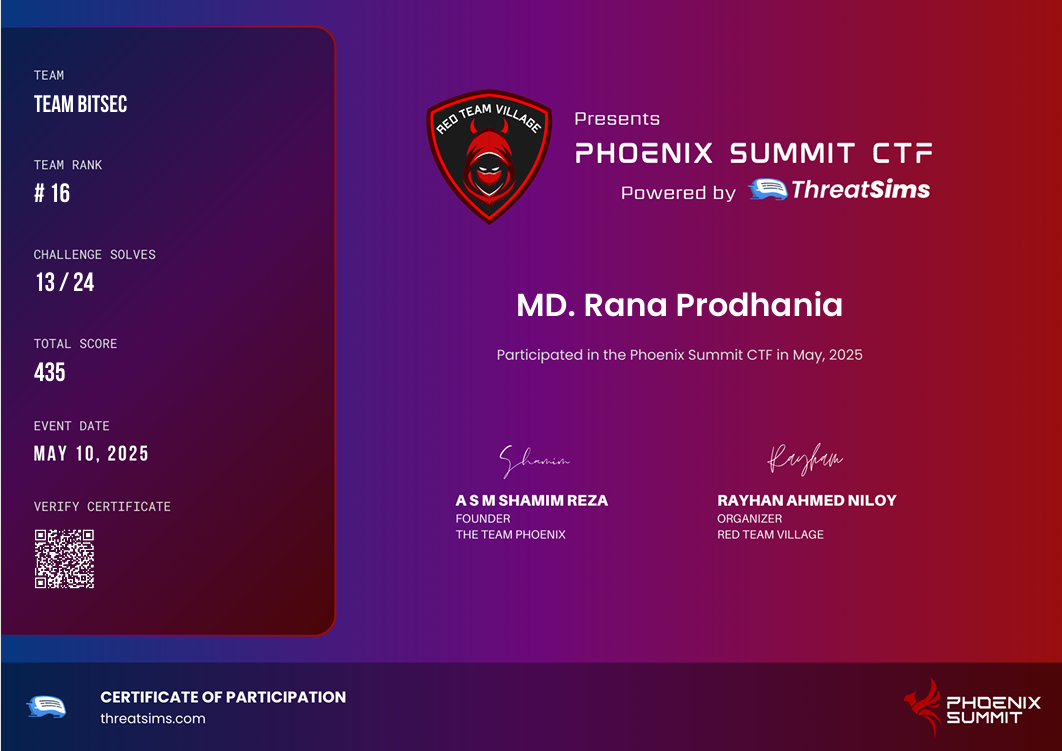 TEAM
TEAM BITSEC
TEAM RANK
# 16
CHALLENGE SOLVES
13 / 24
TOTAL SCORE
435
EVENT DATE
MAY 10, 2025
VERIFY CERTIFICATE
RED TEAM VILLAGE
Presents
PHOENIX SUMMIT CTF
Powered by ThreatSims
MD. Rana Prodhania
Participated in the Phoenix Summit CTF in May, 2025
Shamim
Rayham
A S M SHAMIM REZA
FOUNDER
THE TEAM PHOENIX
RAYHAN AHMED NILOY
ORGANIZER
RED TEAM VILLAGE
CERTIFICATE OF PARTICIPATION
threatsims.com
PHOENIX
SUMMIT